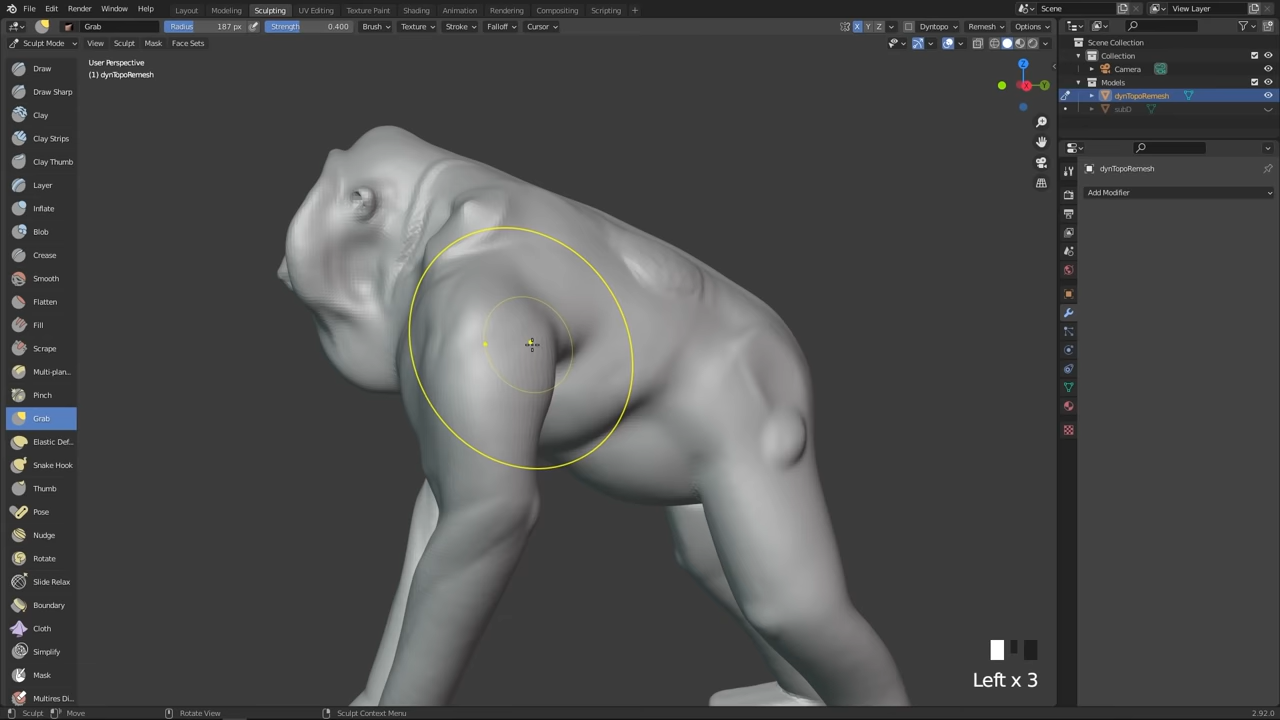 File Edit Render Window Help Layout Modeling Sculpting UV Editing Texture Paint Shading Animation Rendering Compositing Scripting + Scene View Layer
Grab Radius 187 px Strength 0.400 Brush Texture Stroke Falloff Cursor X Y Z Dyntopo Remesh Options
Sculpt Mode View Sculpt Mask Face Sets
Scene Collection
Collection
Camera
Models
dynTopoRemesh
subD
User Perspective
(1) dynTopoRemesh
Z
X
Y
Draw
Draw Sharp
Clay
Clay Strips
Clay Thumb
Layer
Inflate
Blob
Crease
Smooth
Flatten
Fill
Scrape
Multi-plan...
Pinch
Grab
Elastic Def...
Snake Hook
Thumb
Pose
Nudge
Rotate
Slide Relax
Boundary
Cloth
Simplify
Mask
Multires Di...
dynTopoRemesh
Add Modifier
Left x 3
Sculpt Move Rotate View Sculpt Context Menu 2.92.0